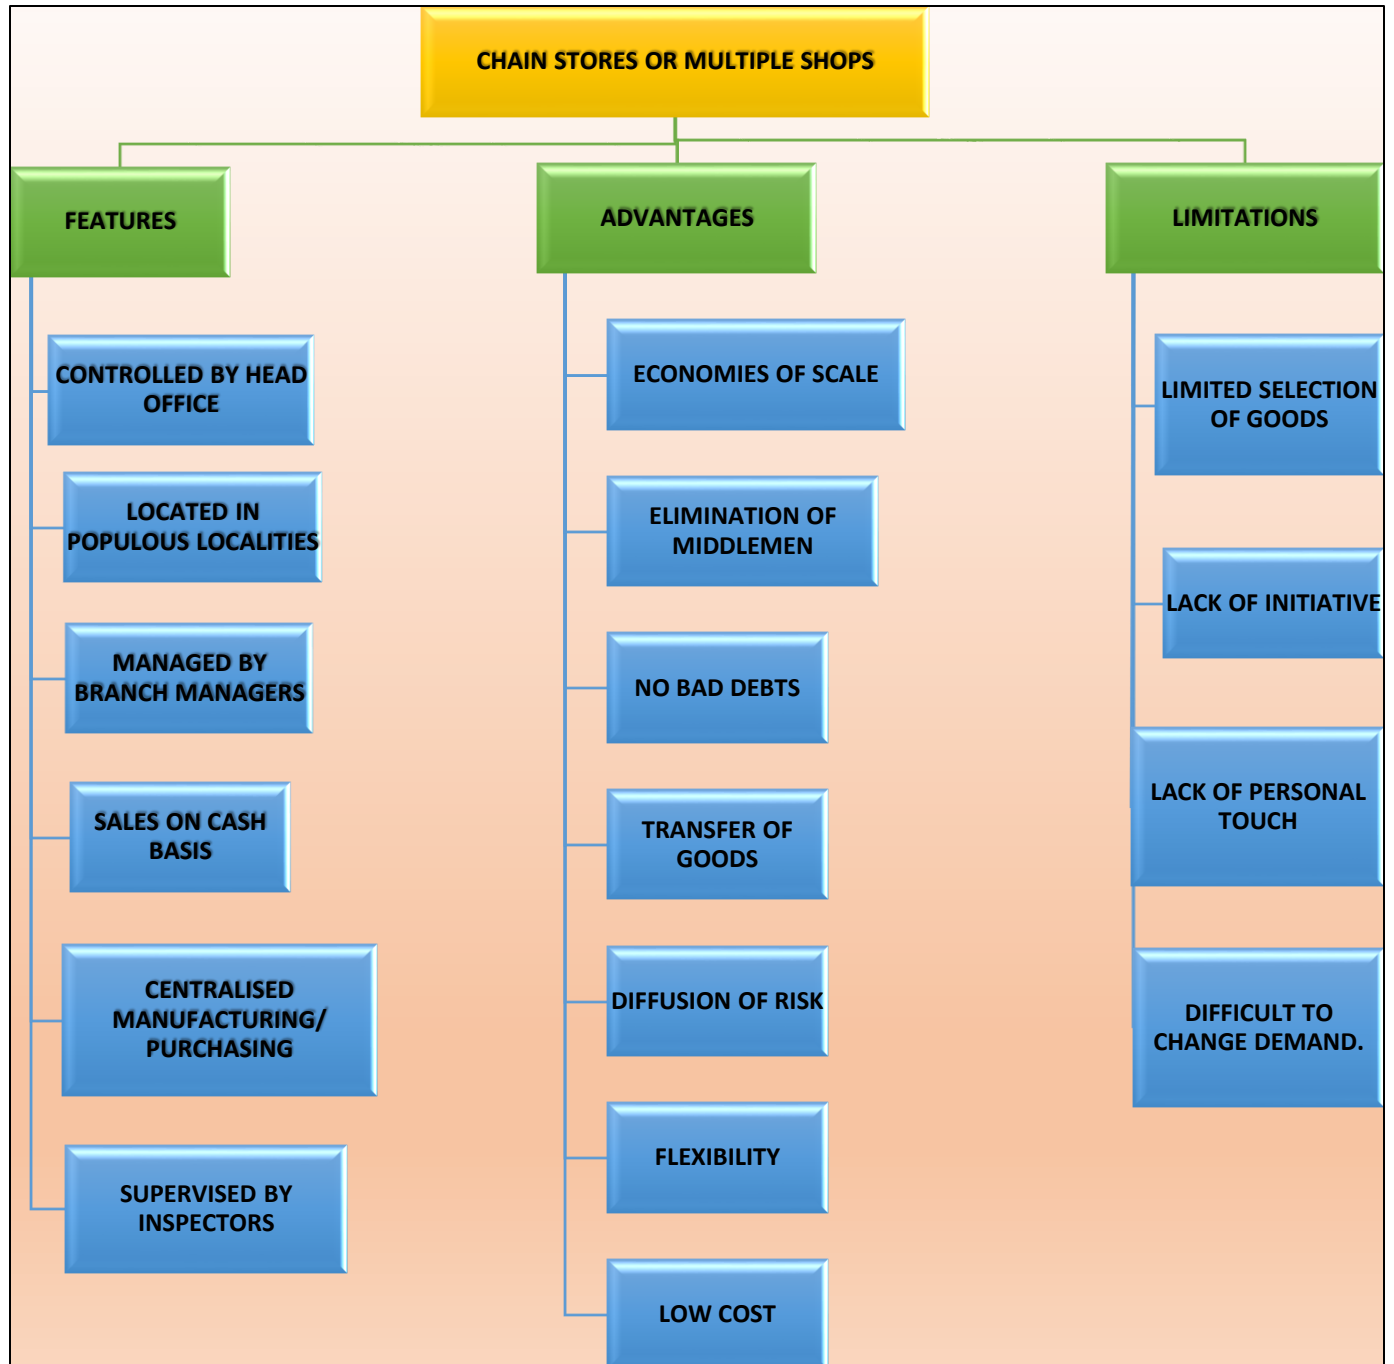 CHAIN STORES OR MULTIPLE SHOPS
FEATURES
CONTROLLED BY HEAD
OFFICE
LOCATED IN
POPULOUS LOCALITIES
MANAGED BY
BRANCH MANAGERS
SALES ON CASH
BASIS
CENTRALISED
MANUFACTURING/
PURCHASING
SUPERVISED BY
INSPECTORS
ADVANTAGES
ECONOMIES OF SCALE
ELIMINATION OF
MIDDLEMEN
NO BAD DEBTS
TRANSFER OF
GOODS
DIFFUSION OF RISK
FLEXIBILITY
LOW COST
LIMITATIONS
LIMITED SELECTION
OF GOODS
LACK OF INITIATIVE
LACK OF PERSONAL
TOUCH
DIFFICULT TO
CHANGE DEMAND.